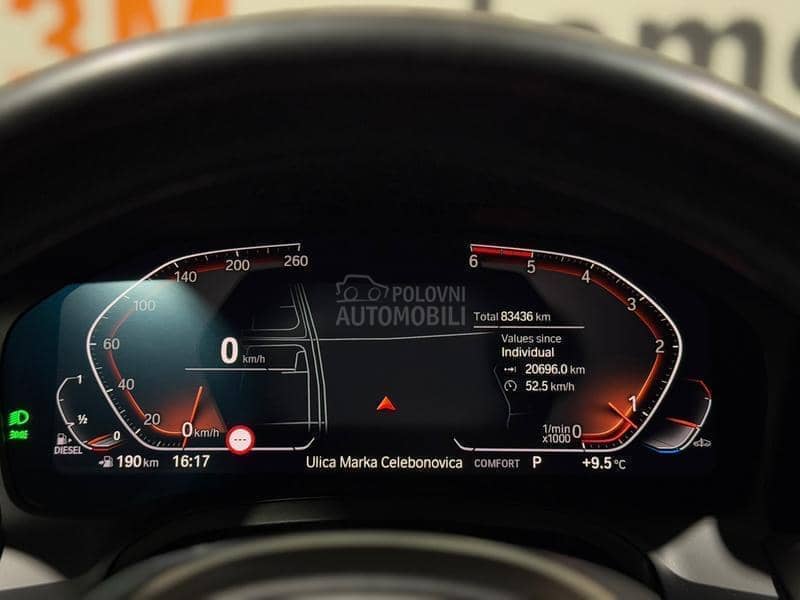 3M
260
200
140
100
60
40
20
0 km/h
0 km/h
1
½
0
DIESEL
190 km
16:17
POLOVNI
AUTOMOBILI
Total 83436 km
Values since
Individual
20696.0 km
52.5 km/h
6
5
4
3
2
1
0
1/min
x1000
Ulica Marka Celebonovica
COMFORT P
+9.5 °C